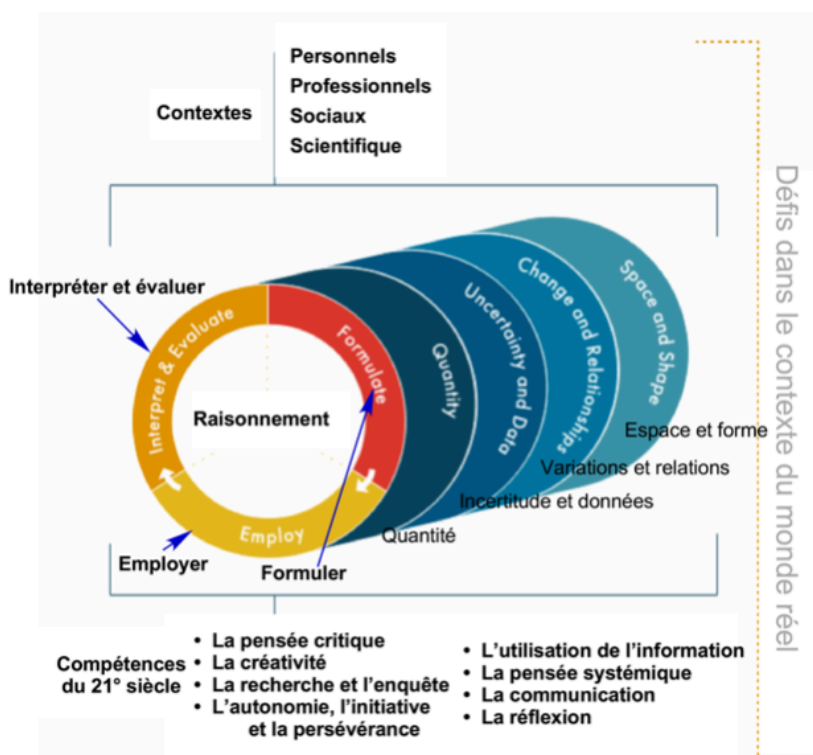 Contextes
Personnels
Professionnels
Sociaux
Scientifique
Défis dans le contexte du monde réel
Interpréter et évaluer
Interpret & Evaluate
Formulate
Employ
Raisonnement
Quantity
Uncertainty and Data
Change and Relationships
Space and Shape
Espace et forme
Variations et relations
Incertitude et données
Quantité
Employer
Formuler
Compétences
du 21° siècle
• La pensée critique
• La créativité
• La recherche et l'enquête
• L'autonomie, l'initiative
et la persévérance
• L'utilisation de l'information
• La pensée systémique
• La communication
• La réflexion